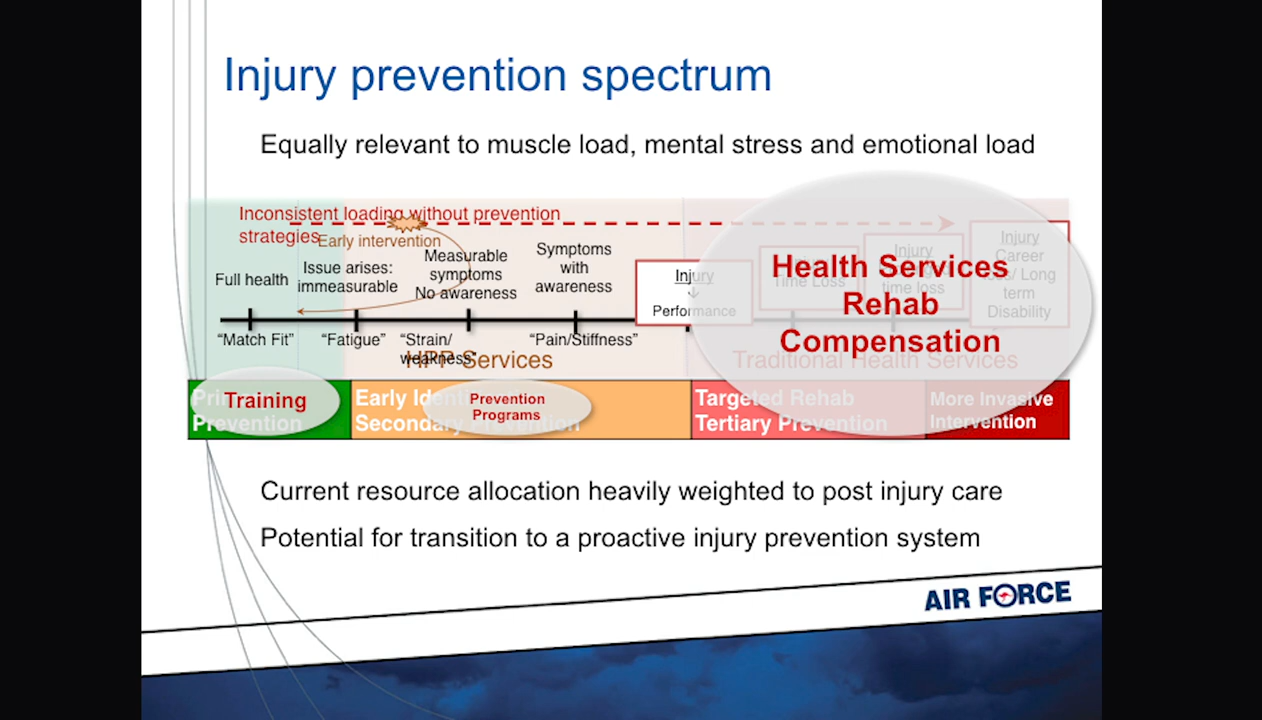 Injury prevention spectrum
Equally relevant to muscle load, mental stress and emotional load
Inconsistent loading without prevention
strategies
Early intervention
Full health
Issue arises:
immeasurable
Measurable
symptoms
No awareness
Symptoms
with
awareness
Injury
↓
Performance
Time Loss
Injury
time loss
Injury
Career
Long
term
Disability
Health Services
Rehab
Compensation
“Match Fit”
“Fatigue”
“Strain/
weakness”
“Pain/Stiffness”
HPP Services
Traditional Health Services
Prevention
Training
Early
Secondary
Prevention
Programs
Targeted Rehab
Tertiary Prevention
More Invasive
Intervention
Current resource allocation heavily weighted to post injury care
Potential for transition to a proactive injury prevention system
AIR FORCE